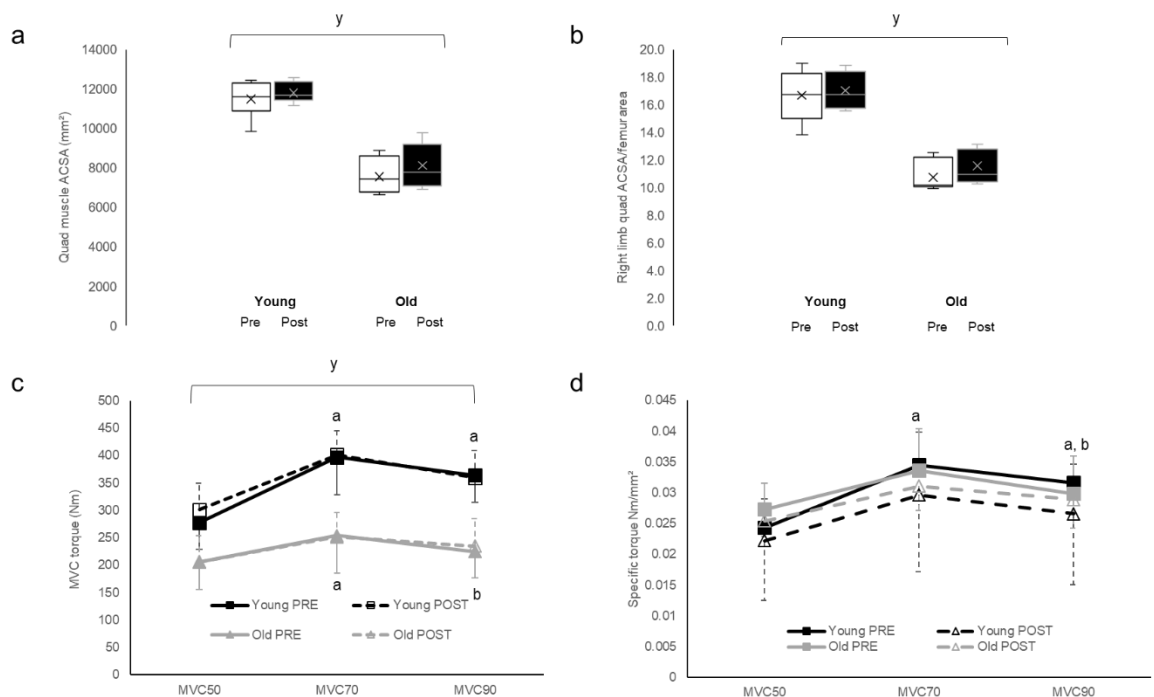 a
y
Quad muscle ACSA (mm²)
14000
12000
10000
8000
6000
4000
2000
0
Young
Old
Pre
Post
Pre
Post
b
y
Right limb quad ACSA/femur area
20.0
18.0
16.0
14.0
12.0
10.0
8.0
6.0
4.0
2.0
0.0
Young
Old
Pre
Post
Pre
Post
c
y
MVC torque (Nm)
500
450
400
350
300
250
200
150
100
50
0
a
a
a
b
Young PRE
Young POST
Old PRE
Old POST
MVC50
MVC70
MVC90
d
Specific torque Nm/mm²
0.045
0.04
0.035
0.03
0.025
0.02
0.015
0.01
0.005
0
a
a, b
Young PRE
Young POST
Old PRE
Old POST
MVC50
MVC70
MVC90